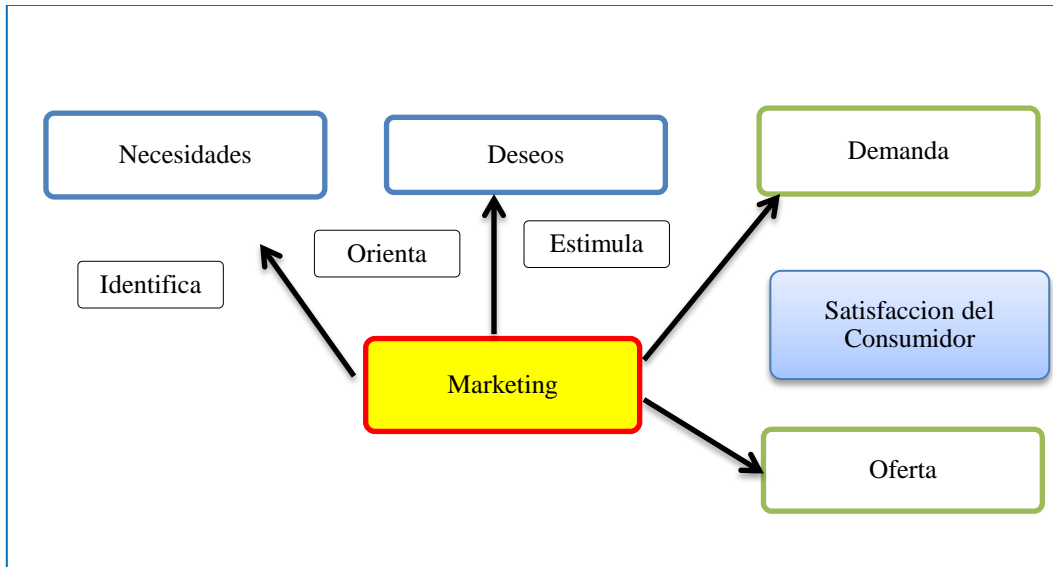 Necesidades
Deseos
Demanda
Identifica
Orienta
Estimula
Satisfaccion del
Consumidor
Marketing
Oferta